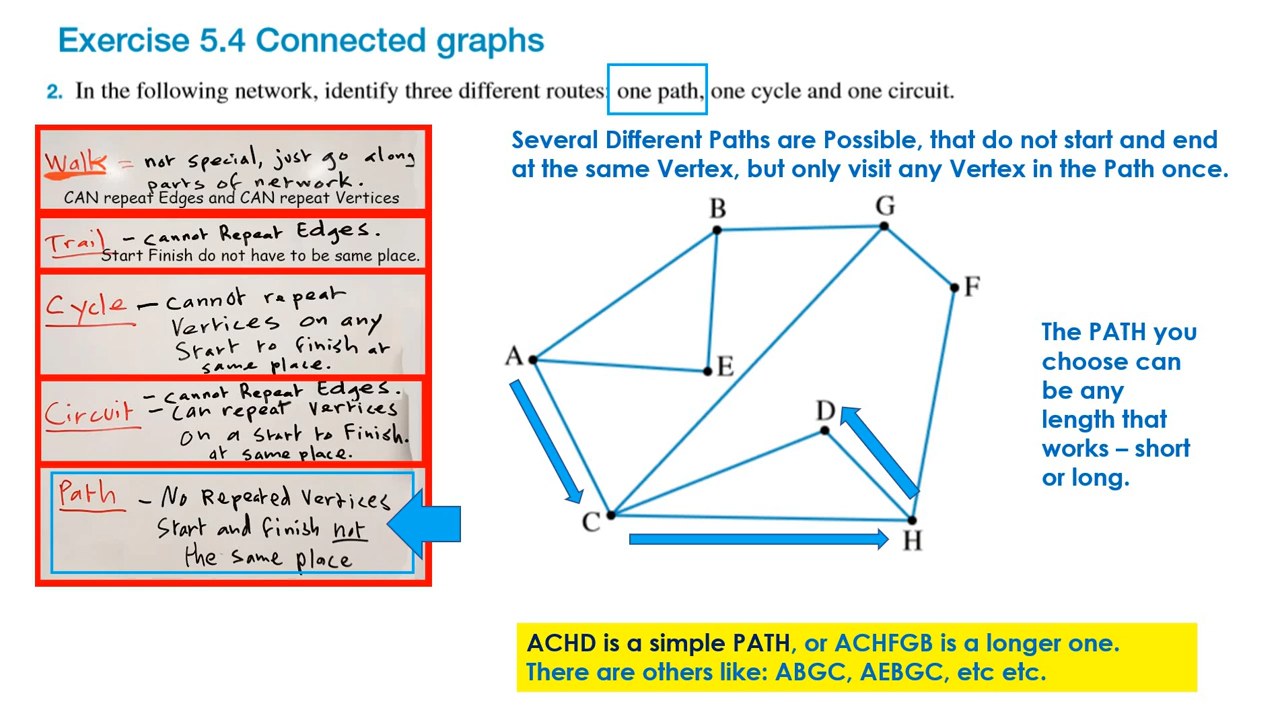 Exercise 5.4 Connected graphs
2. In the following network, identify three different routes: one path, one cycle and one circuit.
Walk = not special, just go along
parts of network.
CAN repeat Edges and CAN repeat Vertices
Trail - Cannot Repeat Edges.
Start Finish do not have to be same place.
Cycle - Cannot repeat
Vertices on any
Start to finish at
same place.
Circuit - Cannot Repeat Edges.
- Can repeat Vertices
on a Start to Finish.
at same place.
Path - No Repeated Vertices
Start and finish not
the same place
Several Different Paths are Possible, that do not start and end
at the same Vertex, but only visit any Vertex in the Path once.
B
G
F
A
E
D
C
H
The PATH you
choose can
be any
length that
works – short
or long.
ACHD is a simple PATH, or ACHFGB is a longer one.
There are others like: ABGC, AEBGC, etc etc.